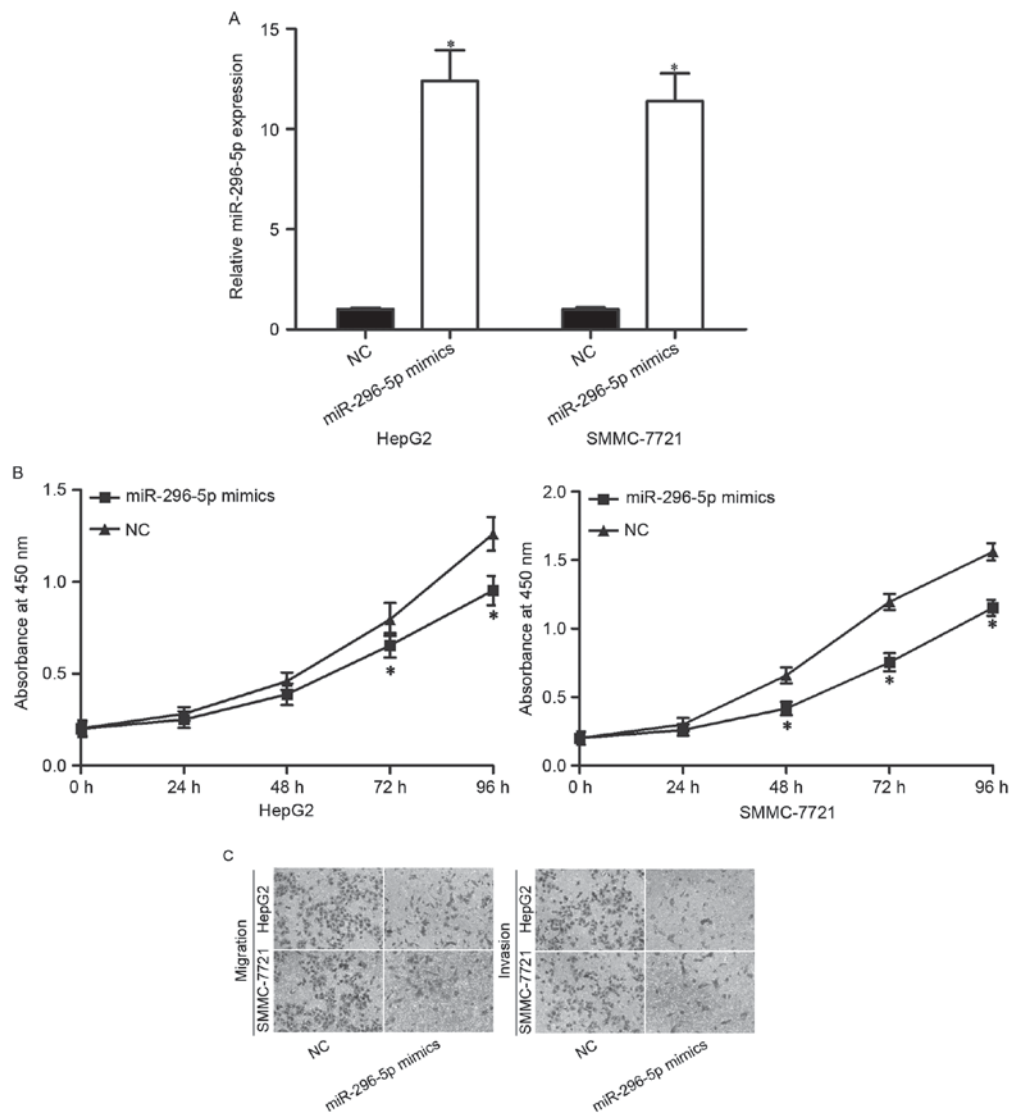 A
Relative miR-296-5p expression
15
10
5
0
*
*
NC
miR-296-5p mimics
NC
miR-296-5p mimics
HepG2
SMMC-7721
B
Absorbance at 450 nm
1.5
1.0
0.5
0.0
miR-296-5p mimics
NC
*
*
0 h
24 h
48 h
72 h
96 h
HepG2
Absorbance at 450 nm
2.0
1.5
1.0
0.5
0.0
miR-296-5p mimics
NC
*
*
*
0 h
24 h
48 h
72 h
96 h
SMMC-7721
C
Migration
HepG2
SMMC-7721
NC
miR-296-5p mimics
Invasion
HepG2
SMMC-7721
NC
miR-296-5p mimics